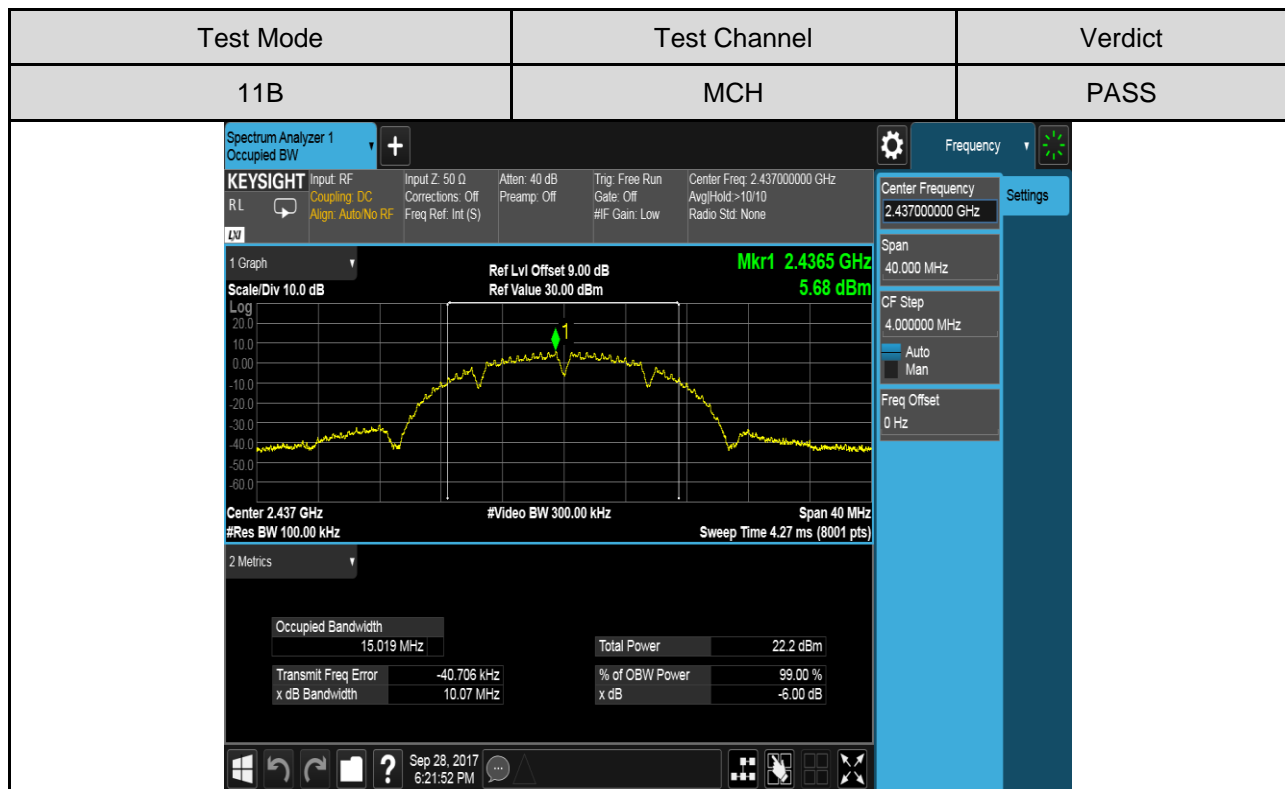 Test Mode Test Channel Verdict
11B MCH PASS
Spectrum Analyzer 1
Occupied BW
+
Frequency
KEYSIGHT Input: RF Input Z: 50 Ω Atten: 40 dB Trig: Free Run Center Freq: 2.437000000 GHz
RL Coupling: DC Corrections: Off Preamp: Off Gate: Off Avg|Hold:>10/10
Align: Auto/No RF Freq Ref: Int (S) #IF Gain: Low Radio Std: None
LXI
Center Frequency
2.437000000 GHz
Settings
Span
40.000 MHz
CF Step
4.000000 MHz
Auto
Man
Freq Offset
0 Hz
1 Graph
Ref Lvl Offset 9.00 dB
Mkr1 2.4365 GHz
Scale/Div 10.0 dB
Ref Value 30.00 dBm
5.68 dBm
Log
20.0
10.0
0.00
-10.0
-20.0
-30.0
-40.0
-50.0
-60.0
1
Center 2.437 GHz #Video BW 300.00 kHz Span 40 MHz
#Res BW 100.00 kHz Sweep Time 4.27 ms (8001 pts)
2 Metrics
Occupied Bandwidth
15.019 MHz
Total Power 22.2 dBm
Transmit Freq Error -40.706 kHz % of OBW Power 99.00 %
x dB Bandwidth 10.07 MHz x dB -6.00 dB
? Sep 28, 2017
6:21:52 PM